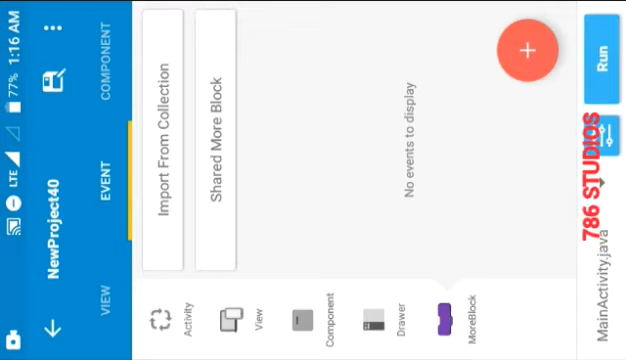 LTE 77% 1:16 AM
NewProject40
VIEW EVENT COMPONENT
Import From Collection
Shared More Block
No events to display
Activity
View
Component
Drawer
MoreBlock
MainActivity.java
Run
786 STUDIOS